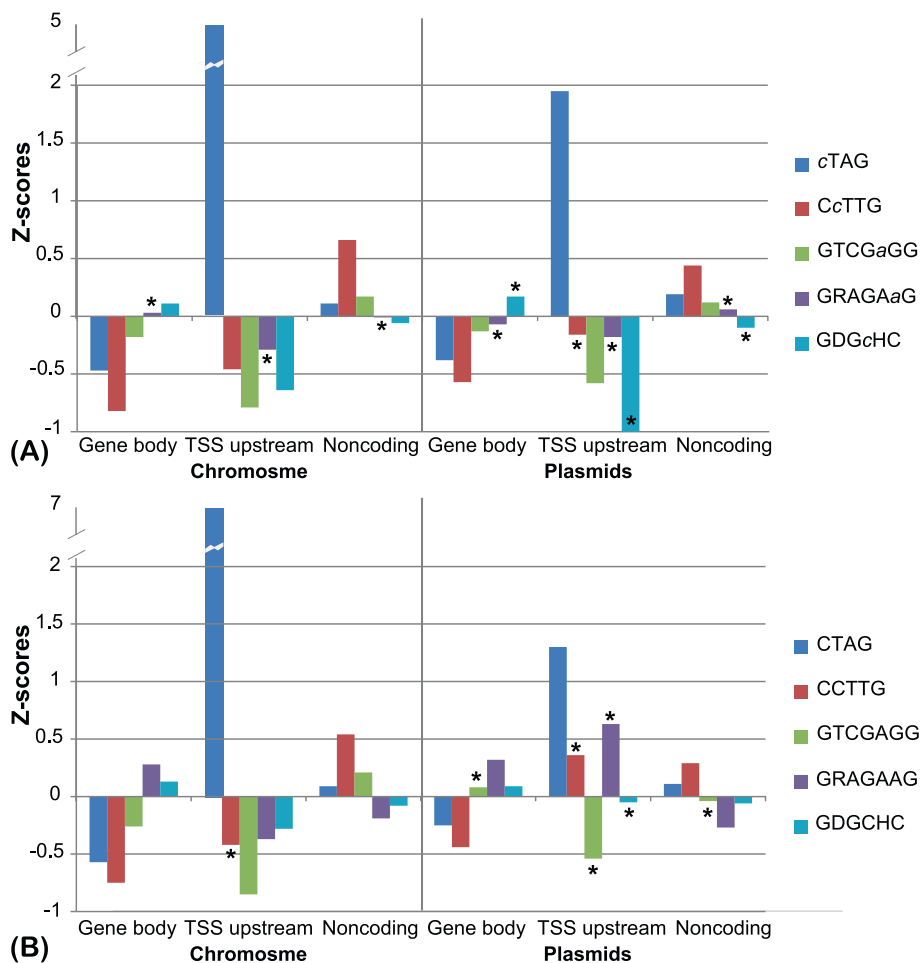 5
2
1.5
1
0.5
0
-0.5
-1
Z-scores
* * * * * * * * * *
Gene body TSS upstream Noncoding Gene body TSS upstream Noncoding
Chromosme Plasmids
(A)
cTAG
CcTTG
GTCGaGG
GRAGAaG
GDGcHC
7
2
1.5
1
0.5
0
-0.5
-1
Z-scores
* * * * * * *
Gene body TSS upstream Noncoding Gene body TSS upstream Noncoding
Chromosme Plasmids
(B)
CTAG
CCTTG
GTCGAGG
GRAGAAG
GDGCHC